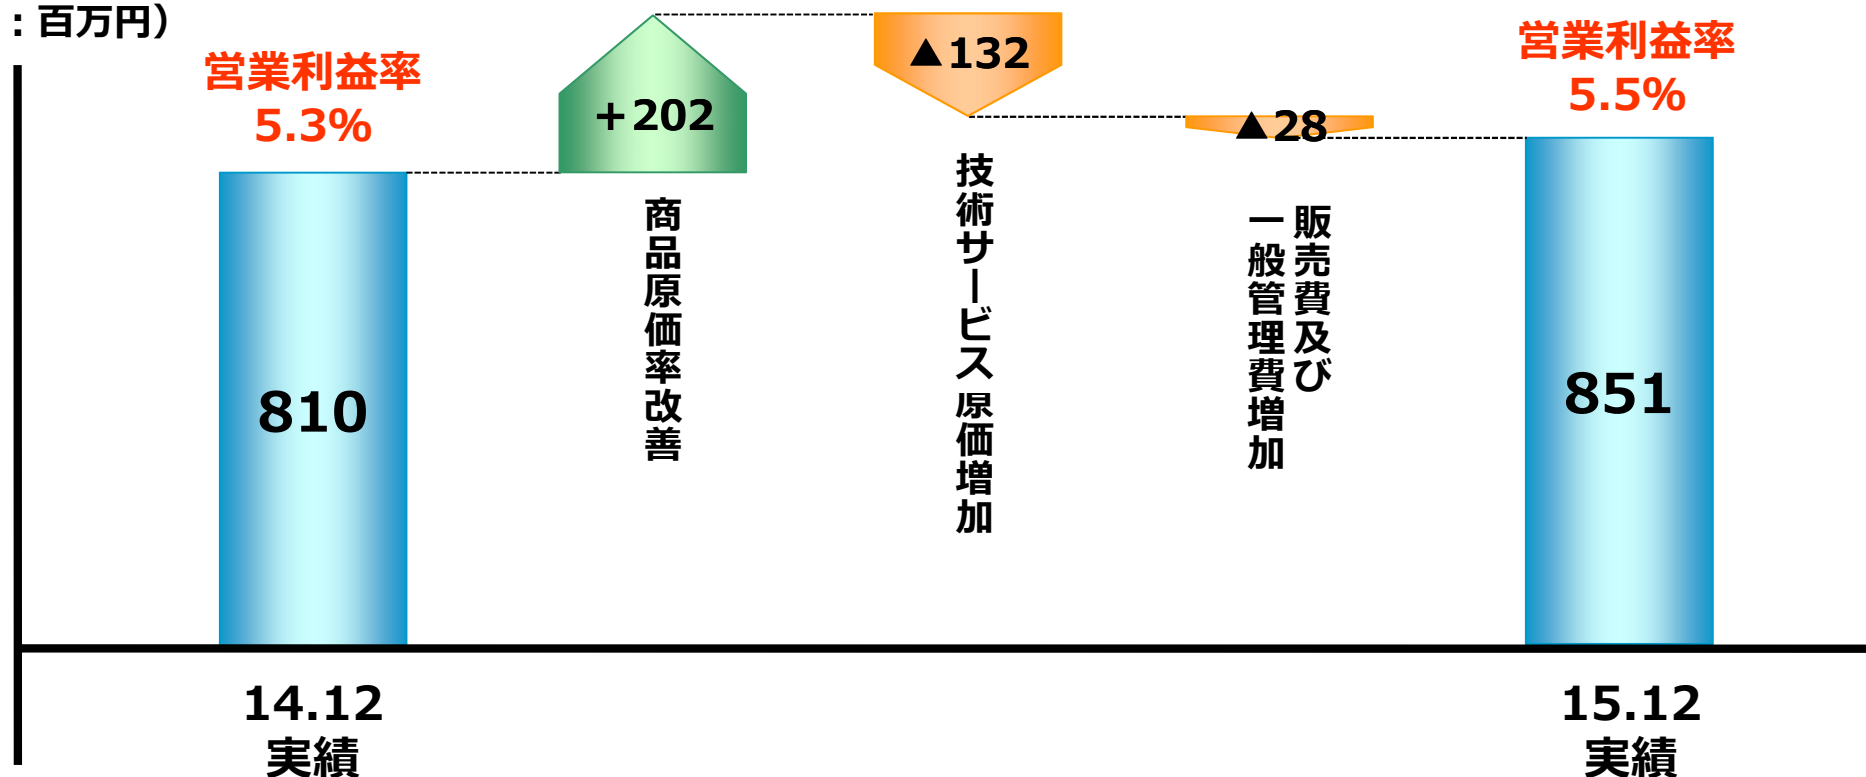 ：百万円）
営業利益率
5.3%
810
14.12
実績
+202
商品原価率改善
▲132
技術サービス原価増加
▲28
販売費及び
一般管理費増加
営業利益率
5.5%
851
15.12
実績